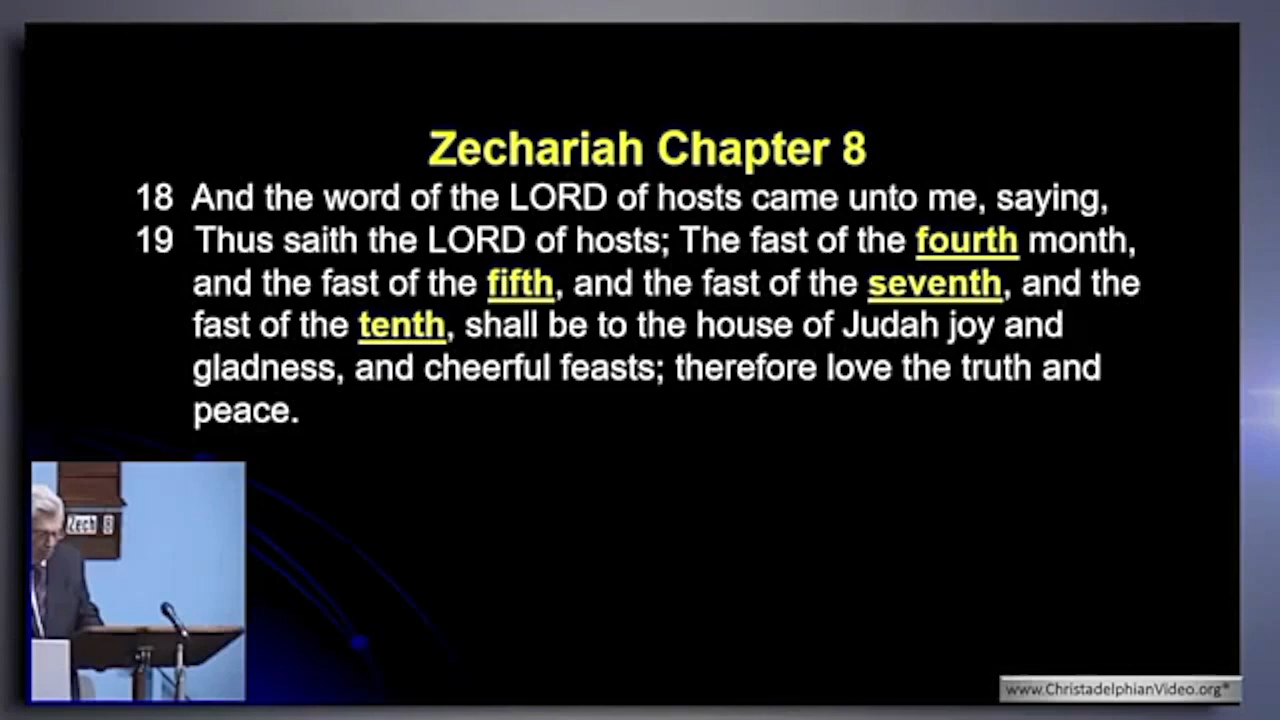 Zechariah Chapter 8
18 And the word of the LORD of hosts came unto me, saying,
19 Thus saith the LORD of hosts; The fast of the fourth month,
and the fast of the fifth, and the fast of the seventh, and the
fast of the tenth, shall be to the house of Judah joy and
gladness, and cheerful feasts; therefore love the truth and
peace.
Zech 8
www.ChristadelphianVideo.org®